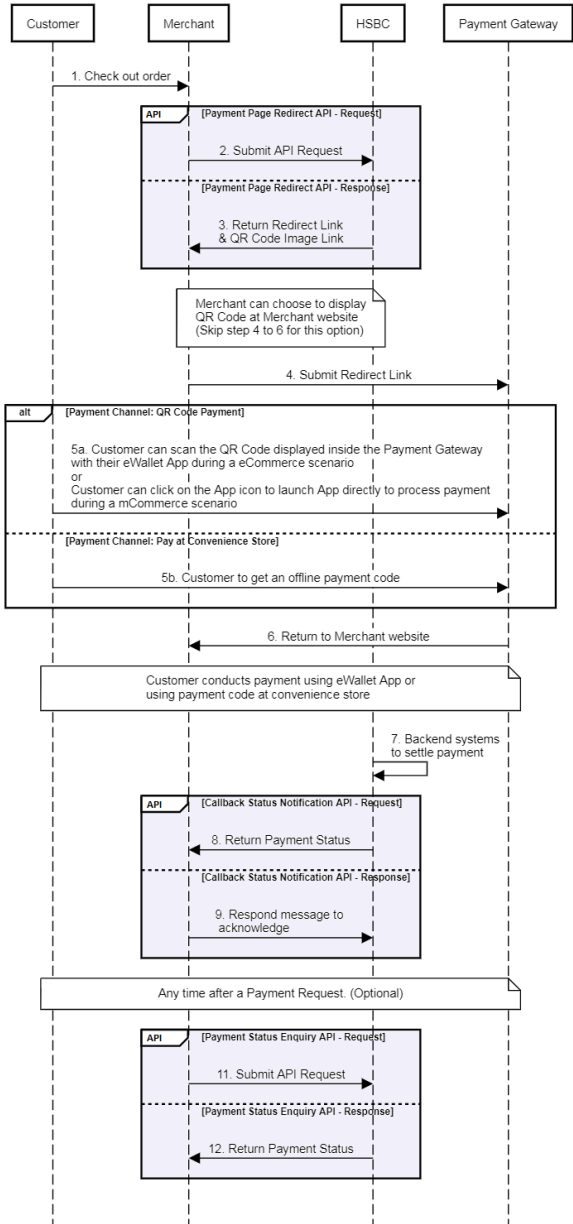 Customer
Merchant
HSBC
Payment Gateway
1. Check out order
API
[Payment Page Redirect API - Request]
2. Submit API Request
[Payment Page Redirect API - Response]
3. Return Redirect Link
& QR Code Image Link
Merchant can choose to display
QR Code at Merchant website
(Skip step 4 to 6 for this option)
4. Submit Redirect Link
alt
[Payment Channel: QR Code Payment]
5a. Customer can scan the QR Code displayed inside the Payment Gateway
with their eWallet App during a eCommerce scenario
or
Customer can click on the App icon to launch App directly to process payment
during a mCommerce scenario
[Payment Channel: Pay at Convenience Store]
5b. Customer to get an offline payment code
6. Return to Merchant website
Customer conducts payment using eWallet App or
using payment code at convenience store
7. Backend systems
to settle payment
API
[Callback Status Notification API - Request]
8. Return Payment Status
[Callback Status Notification API - Response]
9. Respond message to
acknowledge
Any time after a Payment Request. (Optional)
API
[Payment Status Enquiry API - Request]
11. Submit API Request
[Payment Status Enquiry API - Response]
12. Return Payment Status